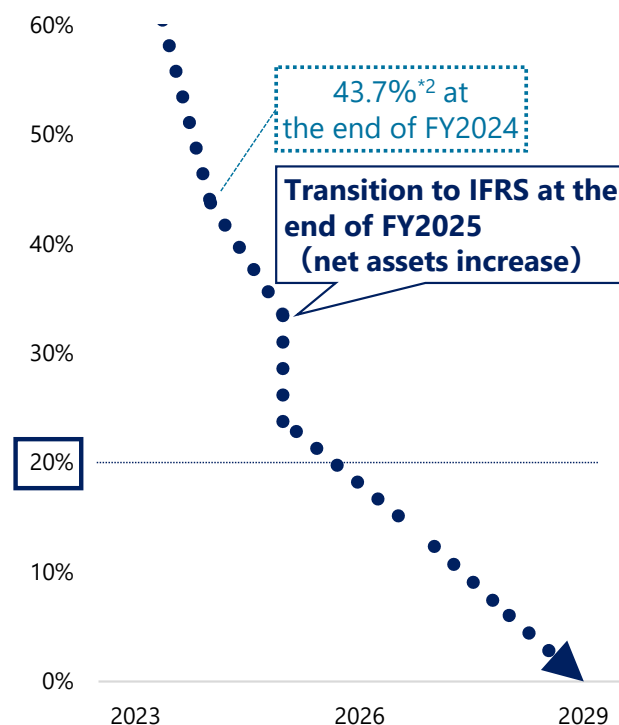 60%
43.7%*2 at
the end of FY2024
50%
Transition to IFRS at the
end of FY2025
（net assets increase）
40%
30%
20%
10%
0%
2023 2026 2029